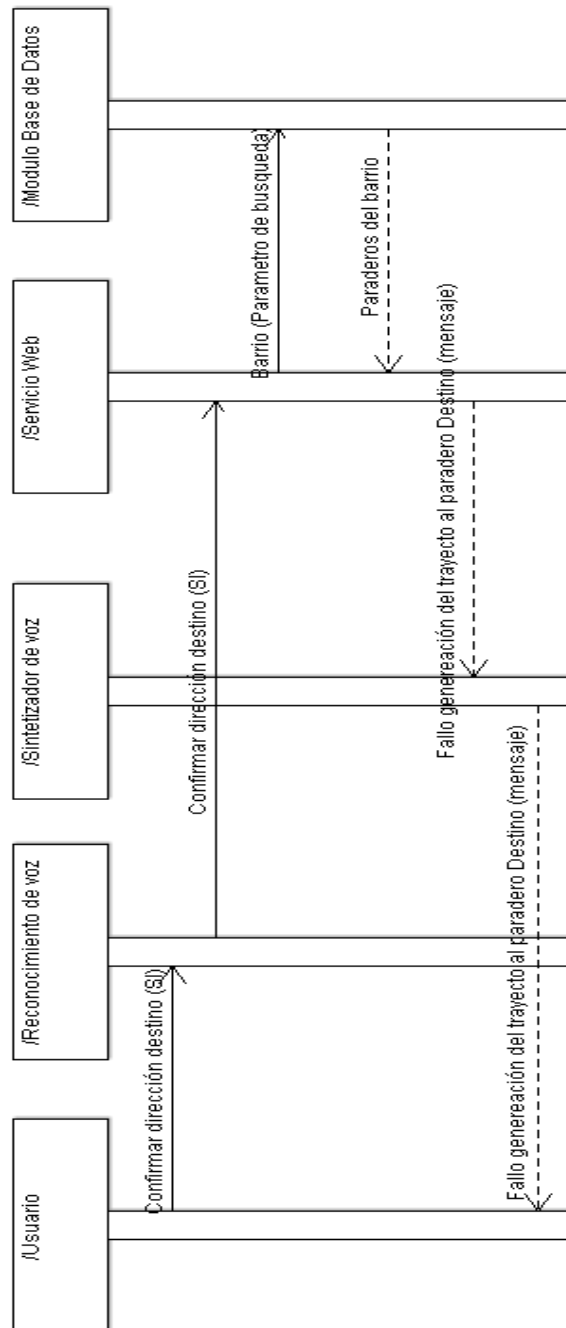 /Usuario
/Reconocimiento de voz
/Sintetizador de voz
/Servicio Web
/Modulo Base de Datos
Confirmar dirección destino (SI)
Confirmar dirección destino (SI)
Barrio (Parametro de busqueda)
Paraderos del barrio
Fallo genereación del trayecto al paradero Destino (mensaje)
Fallo genereación del trayecto al paradero Destino (mensaje)